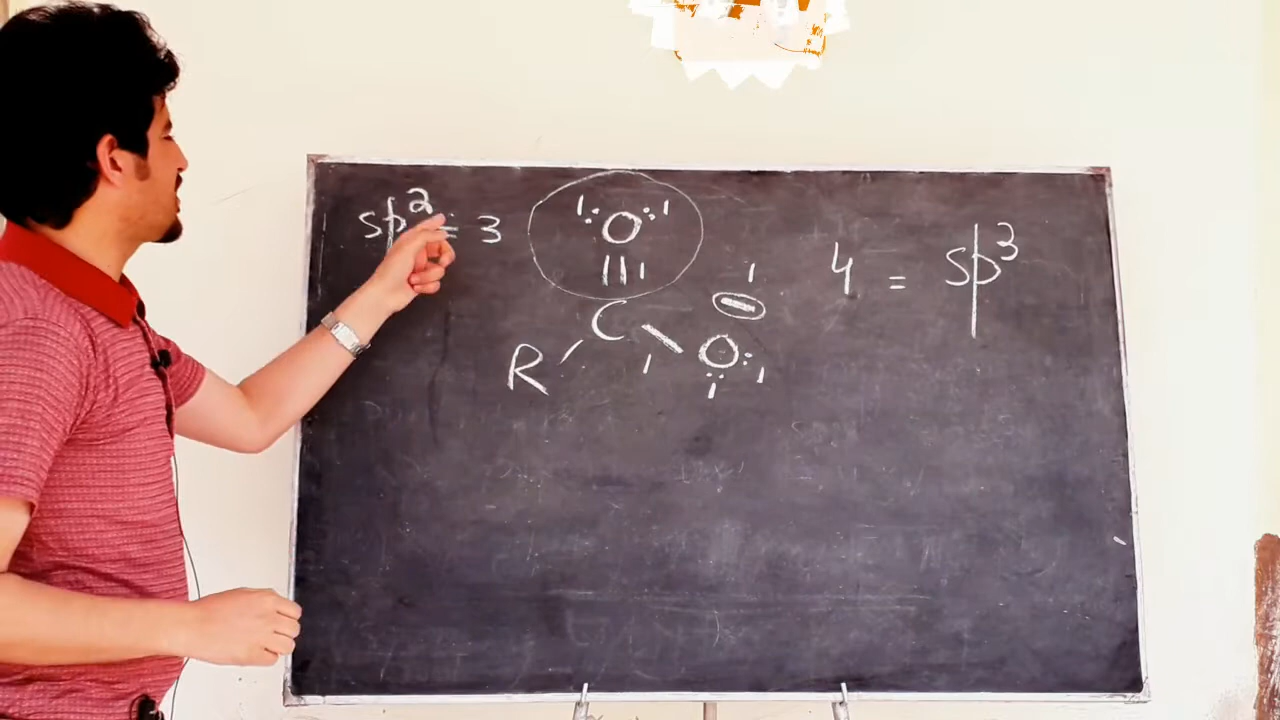 sp² = 3
O
C
R
O
4 = sp³